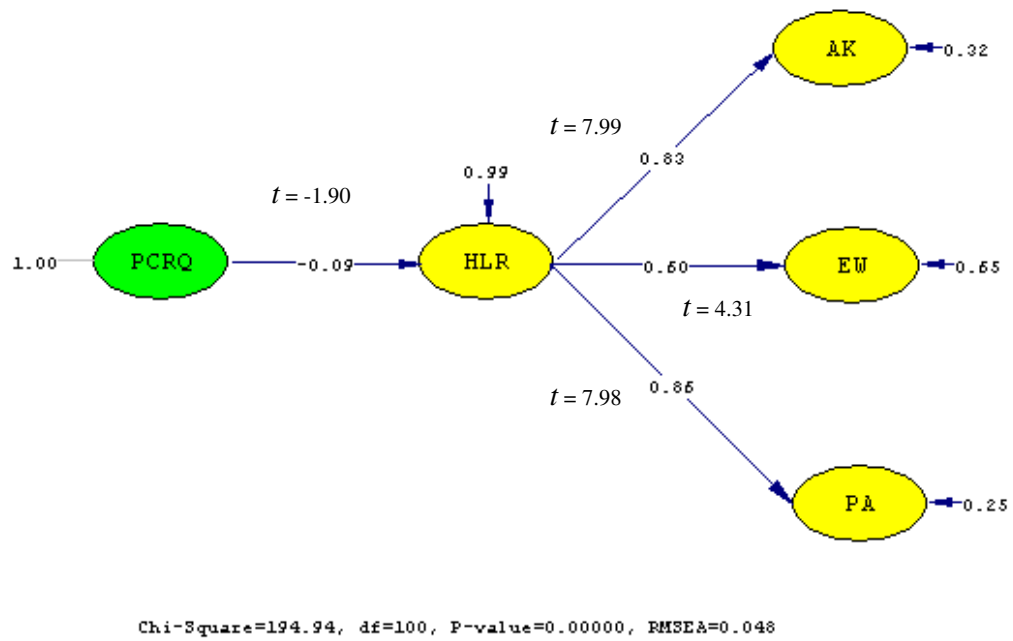 AK
0.32
t = 7.99
0.83
0.99
t = -1.90
1.00
PCRQ
-0.09
HLR
0.60
EW
0.65
t = 4.31
0.86
t = 7.98
PA
0.25
Chi-Square=194.94, df=100, P-value=0.00000, RMSEA=0.048